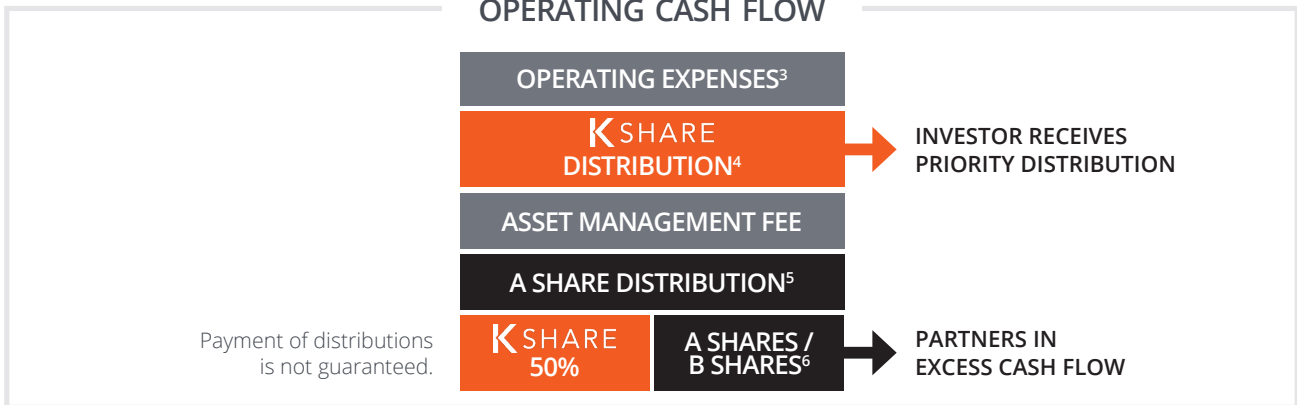 OPERATING CASH FLOW
OPERATING EXPENSES³
K SHARE
DISTRIBUTION⁴
INVESTOR RECEIVES
PRIORITY DISTRIBUTION
ASSET MANAGEMENT FEE
A SHARE DISTRIBUTION⁵
Payment of distributions
is not guaranteed.
K SHARE
50%
A SHARES /
B SHARES⁶
PARTNERS IN
EXCESS CASH FLOW